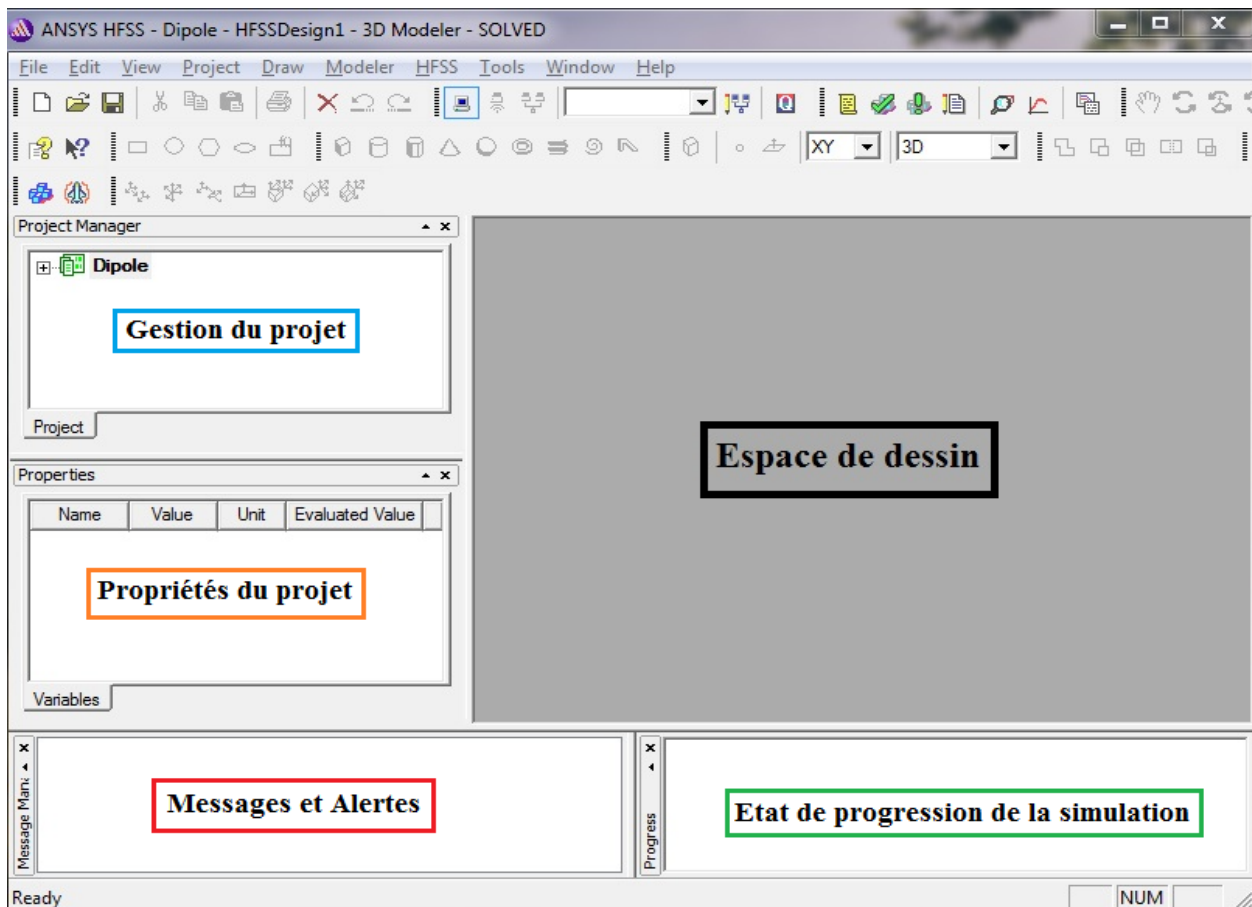 ANSYS HFSS - Dipole - HFSSDesign1 - 3D Modeler - SOLVED
File Edit View Project Draw Modeler HFSS Tools Window Help
XY 3D
Project Manager
Dipole
Gestion du projet
Project
Espace de dessin
Properties
Name Value Unit Evaluated Value
Propriétés du projet
Variables
Message Man
Messages et Alertes
Progress
Etat de progression de la simulation
Ready NUM